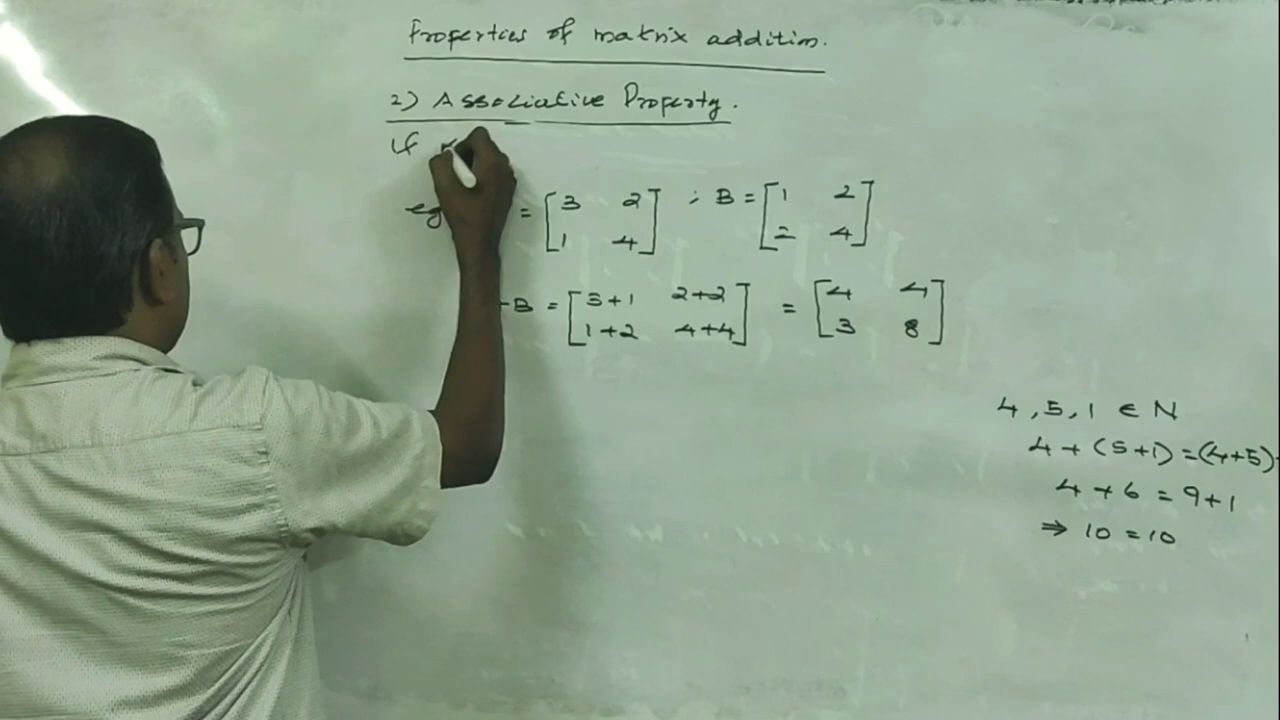 Properties of matrix addition.
2) Associative Property.
If
eg = [3 2 ; B = [1 2
1 4] 2 4]
-B = [3+1 2+2 = [4 4
1+2 4+4] 3 8]
4, 5, 1 ∈ N
4 + (5+1) = (4+5)
4 + 6 = 9+1
⇒ 10 = 10